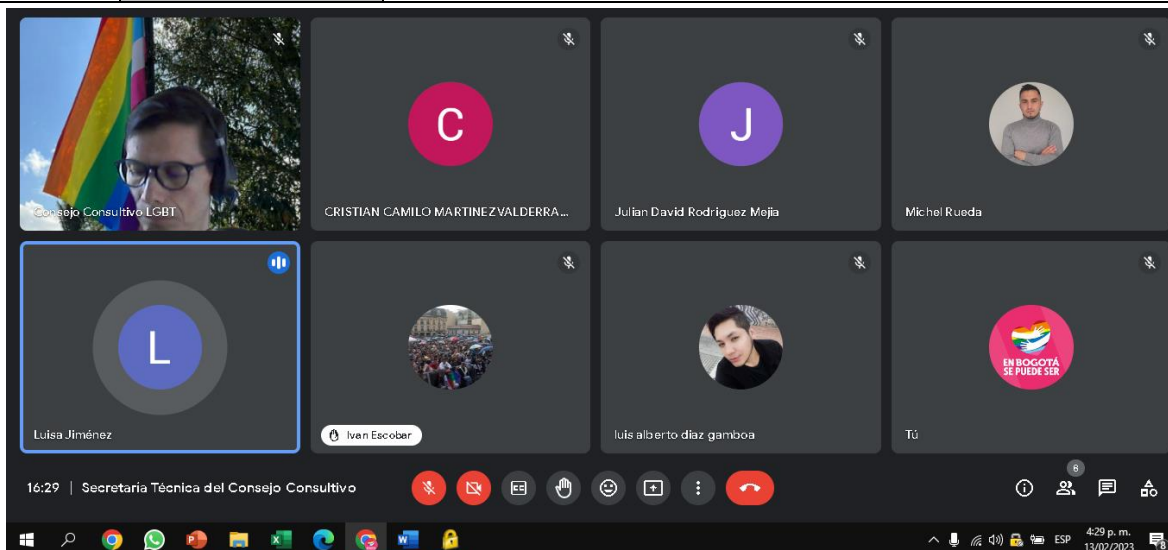 Consejo Consultivo LGBT
C
CRISTIAN CAMILO MARTINEZ VALDERRA...
J
Julian David Rodriguez Mejia
Michel Rueda
L
Luisa Jiménez
Ivan Escobar
luis alberto diaz gamboa
EN BOGOTÁ
SE PUEDE SER
Tú
16:29 | Secretaría Técnica del Consejo Consultivo
6
ESP
4:29 p. m.
13/02/2023